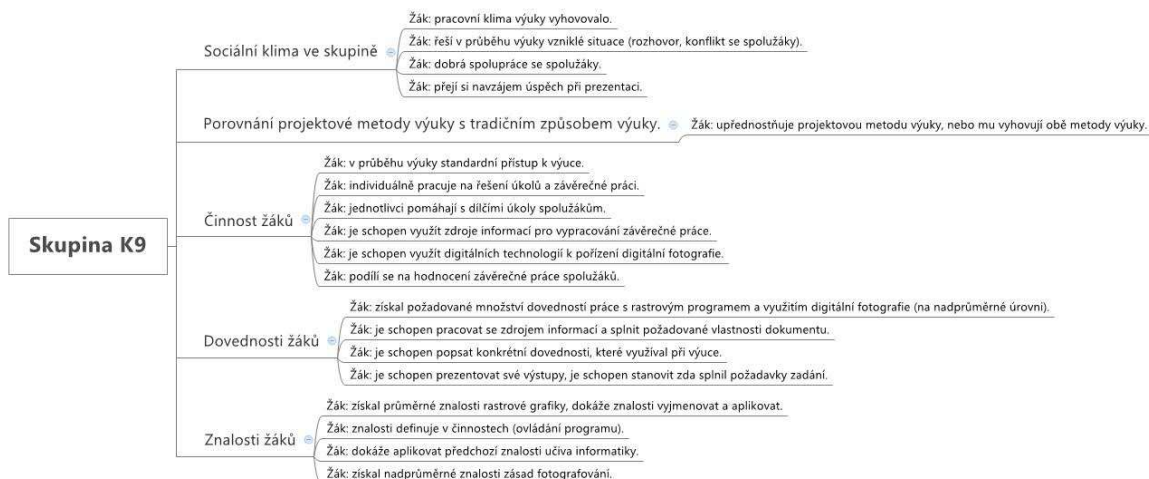 Skupina K9
Sociální klima ve skupině
Žák: pracovní klima výuky vyhovovalo.
Žák: řeší v průběhu výuky vzniklé situace (rozhovor, konflikt se spolužáky).
Žák: dobrá spolupráce se spolužáky.
Žák: přejí si navzájem úspěch při prezentaci.
Porovnání projektové metody výuky s tradičním způsobem výuky.
Žák: upřednostňuje projektovou metodu výuky, nebo mu vyhovují obě metody výuky.
Činnost žáků
Žák: v průběhu výuky standardní přístup k výuce.
Žák: individuálně pracuje na řešení úkolů a závěrečné práci.
Žák: jednotlivci pomáhají s dílčími úkoly spolužákům.
Žák: je schopen využít zdroje informací pro vypracování závěrečné práce.
Žák: je schopen využít digitálních technologií k pořízení digitální fotografie.
Žák: podílí se na hodnocení závěrečné práce spolužáků.
Dovednosti žáků
Žák: získal požadované množství dovedností práce s rastrovým programem a využitím digitální fotografie (na nadprůměrné úrovni).
Žák: je schopen pracovat se zdrojem informací a splnit požadované vlastnosti dokumentu.
Žák: je schopen popsat konkrétní dovednosti, které využíval při výuce.
Žák: je schopen prezentovat své výstupy, je schopen stanovit zda splnil požadavky zadání.
Znalosti žáků
Žák: získal průměrné znalosti rastrové grafiky, dokáže znalosti vyjmenovat a aplikovat.
Žák: znalosti definuje v činnostech (ovládání programu).
Žák: dokáže aplikovat předchozí znalosti učiva informatiky.
Žák: získal nadprůměrné znalosti zásad fotografování.